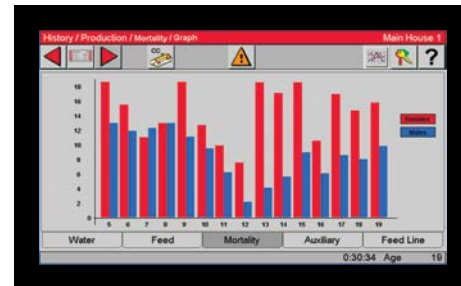 History / Production / Mortality / Graph Main House 1
CC
?
18
16
14
12
10
8
6
4
2
0
5 6 7 8 9 10 11 12 13 14 15 16 17 18 19
Females
Males
Water Feed Mortality Auxiliary Feed Line
0:30:34 Age 19